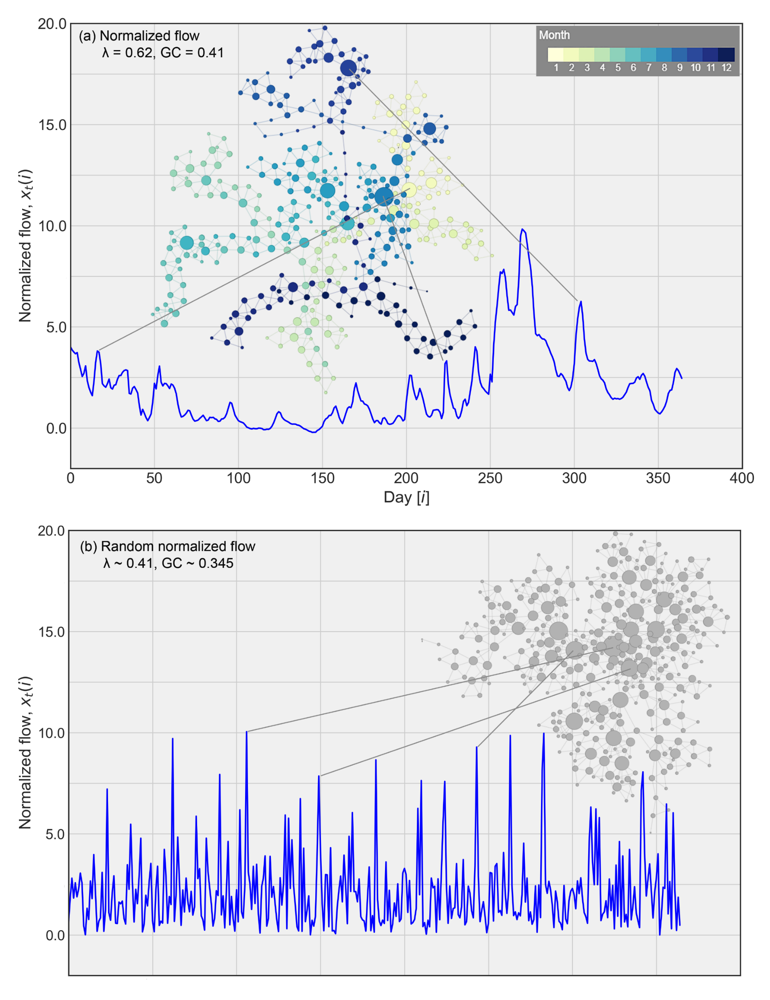 20.0
(a) Normalized flow
λ = 0.62, GC = 0.41
Month
1 2 3 4 5 6 7 8 9 10 11 12
15.0
10.0
5.0
0.0
Normalized flow, xₜ(i)
0 50 100 150 200 250 300 350 400
Day [i]
20.0
(b) Random normalized flow
λ ~ 0.41, GC ~ 0.345
15.0
10.0
5.0
0.0
Normalized flow, xₜ(i)